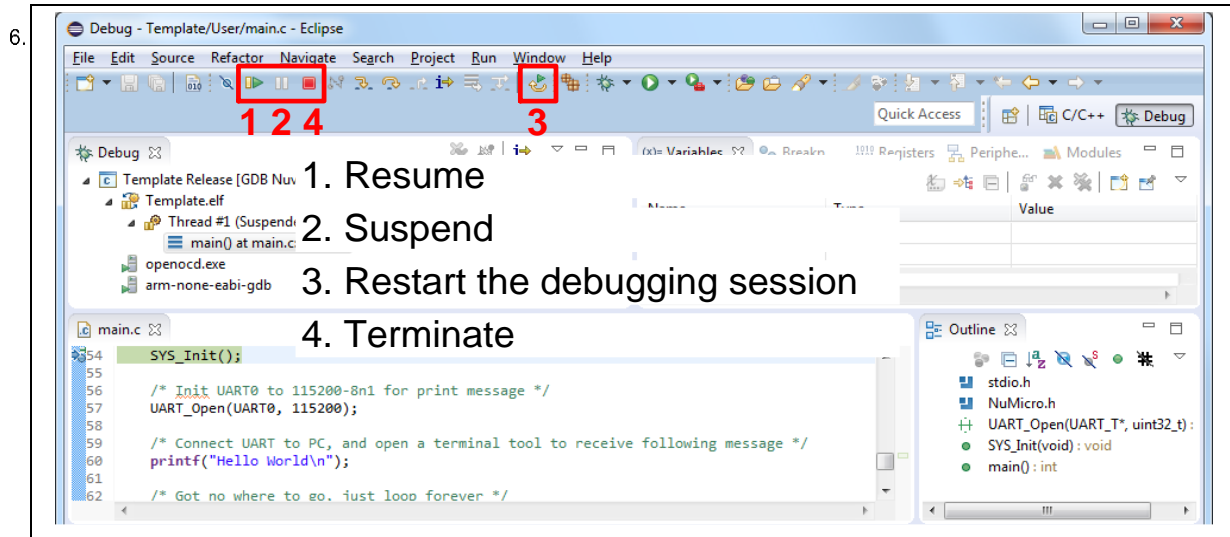 6.
Debug - Template/User/main.c - Eclipse
File Edit Source Refactor Navigate Search Project Run Window Help
1 2 4 3
Quick Access C/C++ Debug
Debug
(x)= Variables Breakp Registers Periphe... Modules
Template Release [GDB Nuv
Template.elf
Thread #1 (Suspende
main() at main.c:
openocd.exe
arm-none-eabi-gdb
Value
1. Resume
2. Suspend
3. Restart the debugging session
4. Terminate
main.c
54 SYS_Init();
55
56 /* Init UART0 to 115200-8n1 for print message */
57 UART_Open(UART0, 115200);
58
59 /* Connect UART to PC, and open a terminal tool to receive following message */
60 printf("Hello World\n");
61
62 /* Got no where to go, just loop forever */
Outline
stdio.h
NuMicro.h
UART_Open(UART_T*, uint32_t) :
SYS_Init(void) : void
main() : int